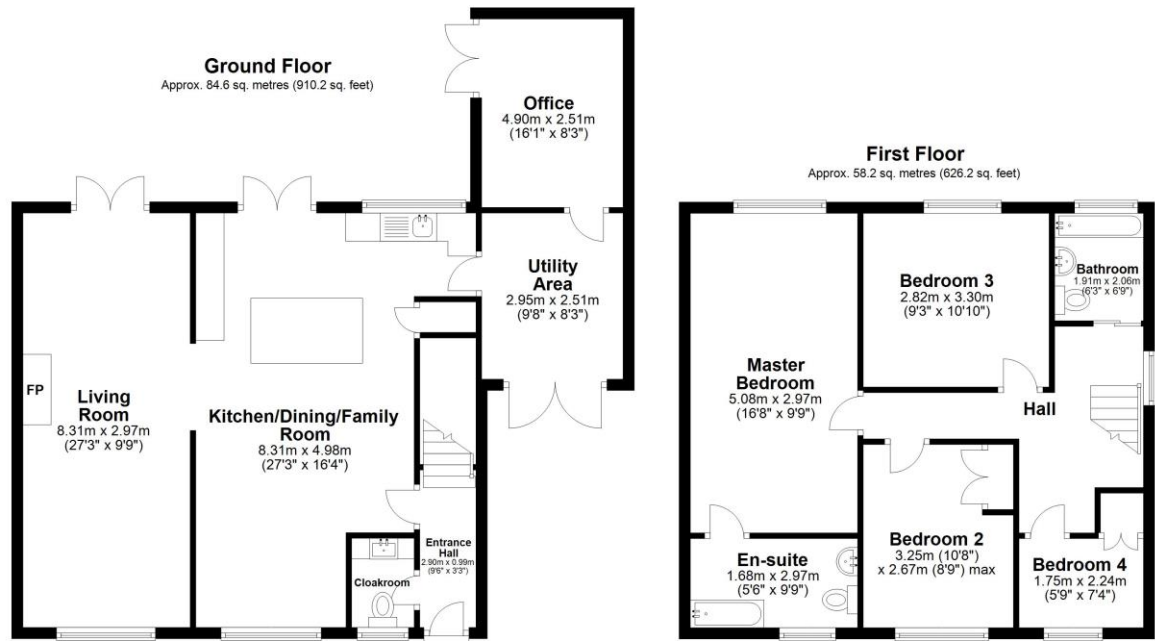 Ground Floor
Approx. 84.6 sq. metres (910.2 sq. feet)
Office
4.90m x 2.51m
(16'1" x 8'3")
Utility
Area
2.95m x 2.51m
(9'8" x 8'3")
FP
Living
Room
8.31m x 2.97m
(27'3" x 9'9")
Kitchen/Dining/Family
Room
8.31m x 4.98m
(27'3" x 16'4")
Entrance
Hall
2.90m x 0.99m
(9'6" x 3'3")
Cloakroom
First Floor
Approx. 58.2 sq. metres (626.2 sq. feet)
Bedroom 3
2.82m x 3.30m
(9'3" x 10'10")
Bathroom
1.91m x 2.06m
(6'3" x 6'9")
Master
Bedroom
5.08m x 2.97m
(16'8" x 9'9")
Hall
En-suite
1.68m x 2.97m
(5'6" x 9'9")
Bedroom 2
3.25m (10'8")
x 2.67m (8'9") max
Bedroom 4
1.75m x 2.24m
(5'9" x 7'4")